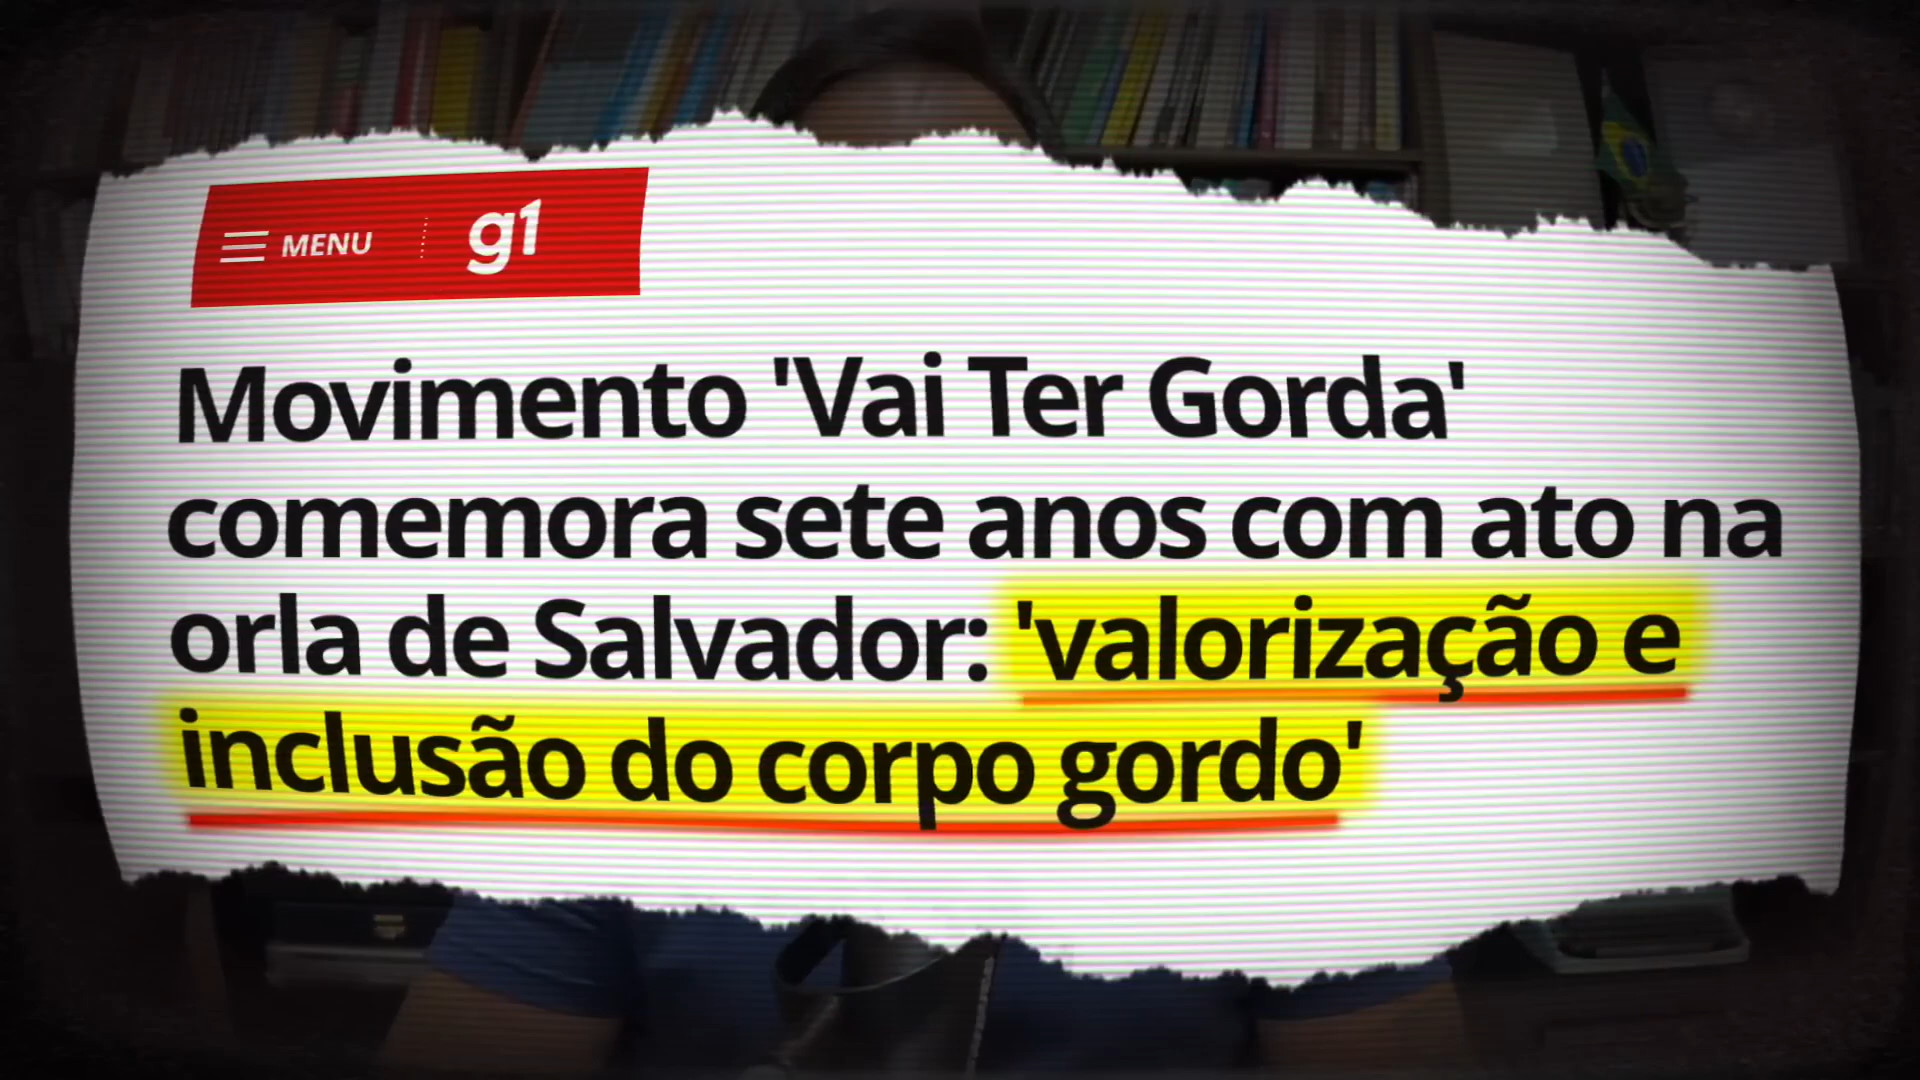 MENU g1
Movimento 'Vai Ter Gorda'
comemora sete anos com ato na
orla de Salvador: 'valorização e
inclusão do corpo gordo'